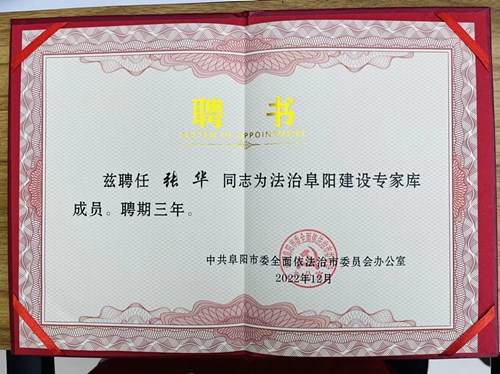 聘书
LETTER OF APPOINTMENT
兹聘任 张华 同志为法治阜阳建设专家库
成员。聘期三年。
中共阜阳市委全面依法治市委员会办公室
2022年12月